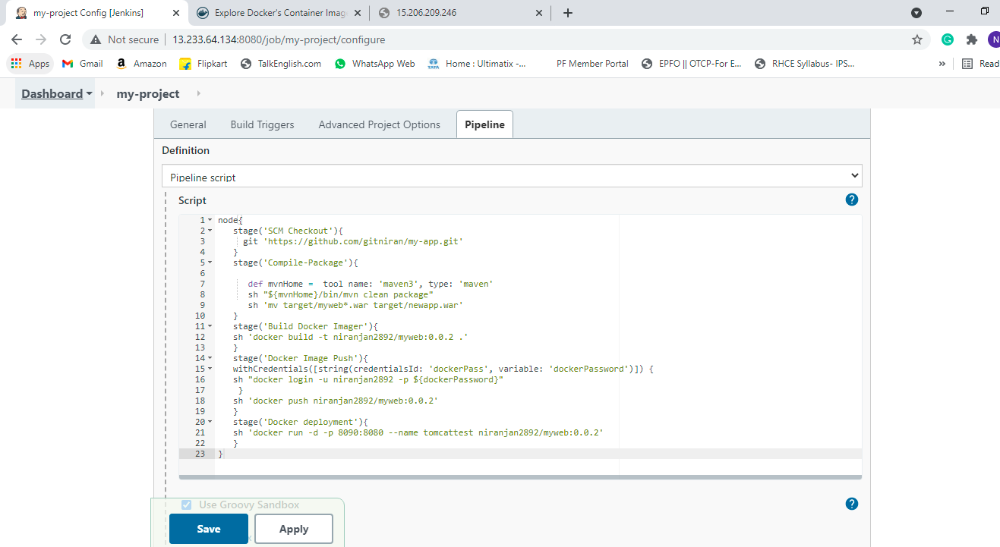 my-project Config [Jenkins]
Explore Docker's Container Imag
15.206.209.246
Not secure
13.233.64.134:8080/job/my-project/configure
N
Apps
Gmail
Amazon
Flipkart
TalkEnglish.com
WhatsApp Web
TATA
Home : Ultimatix -...
PF Member Portal
EPFO || OTCP-For E...
RHCE Syllabus- IPS...
»
Read
Dashboard
my-project
General
Build Triggers
Advanced Project Options
Pipeline
Definition
Pipeline script
Script
?
1 node{
2 stage('SCM Checkout'){
3 git 'https://github.com/gitniran/my-app.git'
4 }
5 stage('Compile-Package'){
6
7 def mvnHome =  tool name: 'maven3', type: 'maven'
8 sh "${mvnHome}/bin/mvn clean package"
9 sh 'mv target/myweb*.war target/newapp.war'
10 }
11 stage('Build Docker Imager'){
12 sh 'docker build -t niranjan2892/myweb:0.0.2 .'
13 }
14 stage('Docker Image Push'){
15 withCredentials([string(credentialsId: 'dockerPass', variable: 'dockerPassword')]) {
16 sh "docker login -u niranjan2892 -p ${dockerPassword}"
17 }
18 sh 'docker push niranjan2892/myweb:0.0.2'
19 }
20 stage('Docker deployment'){
21 sh 'docker run -d -p 8090:8080 --name tomcattest niranjan2892/myweb:0.0.2'
22 }
23 }
Use Groovy Sandbox
?
Save
Apply